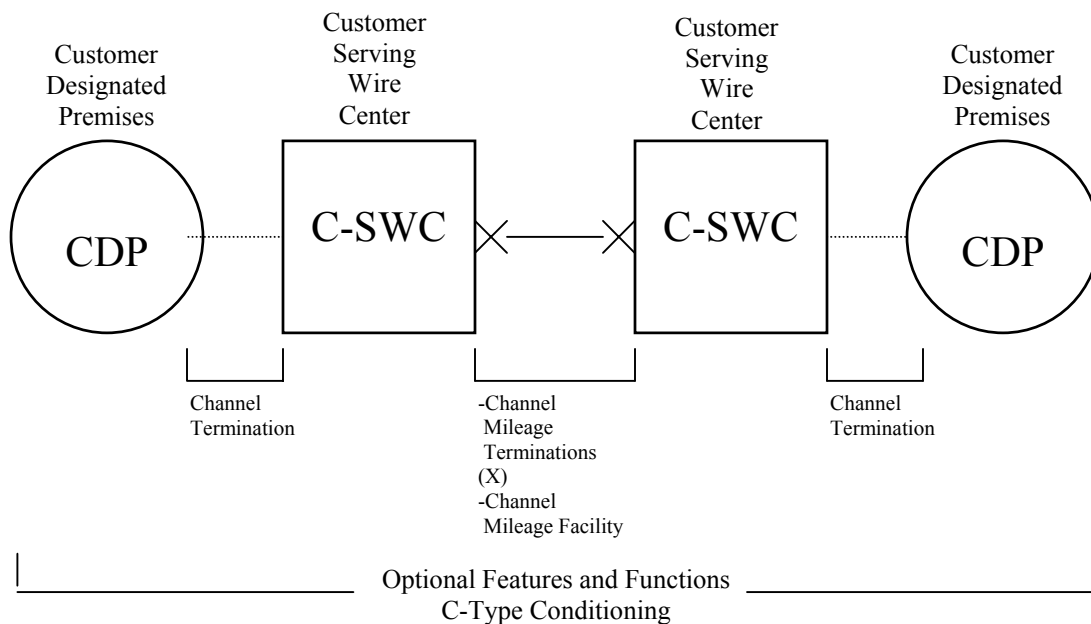 Customer
Designated
Premises
Customer
Serving
Wire
Center
Customer
Serving
Wire
Center
Customer
Designated
Premises
CDP
C-SWC
C-SWC
CDP
Channel
Termination
-Channel
Mileage
Terminations
(X)
-Channel
Mileage Facility
Channel
Termination
Optional Features and Functions
C-Type Conditioning